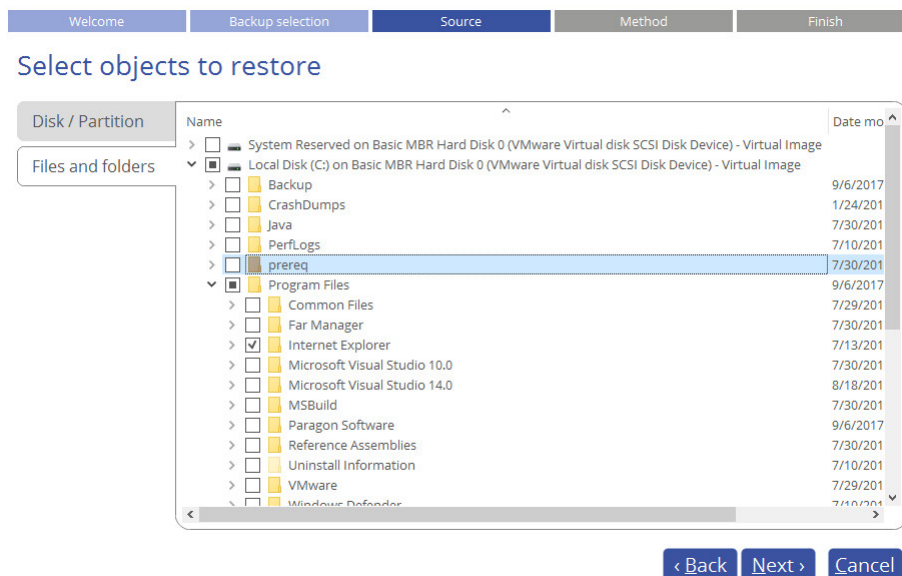 Welcome Backup selection Source Method Finish
Select objects to restore
Disk / Partition
Files and folders
Name Date mo
System Reserved on Basic MBR Hard Disk 0 (VMware Virtual disk SCSI Disk Device) - Virtual Image
Local Disk (C:) on Basic MBR Hard Disk 0 (VMware Virtual disk SCSI Disk Device) - Virtual Image
Backup 9/6/2017
CrashDumps 1/24/201
Java 7/30/201
PerfLogs 7/10/201
prereq 7/30/201
Program Files 9/6/2017
Common Files 7/29/201
Far Manager 7/30/201
Internet Explorer 7/13/201
Microsoft Visual Studio 10.0 7/30/201
Microsoft Visual Studio 14.0 8/18/201
MSBuild 7/30/201
Paragon Software 9/6/2017
Reference Assemblies 7/30/201
Uninstall Information 7/10/201
VMware 7/29/201
Windows Defender 7/10/201
‹ Back Next › Cancel